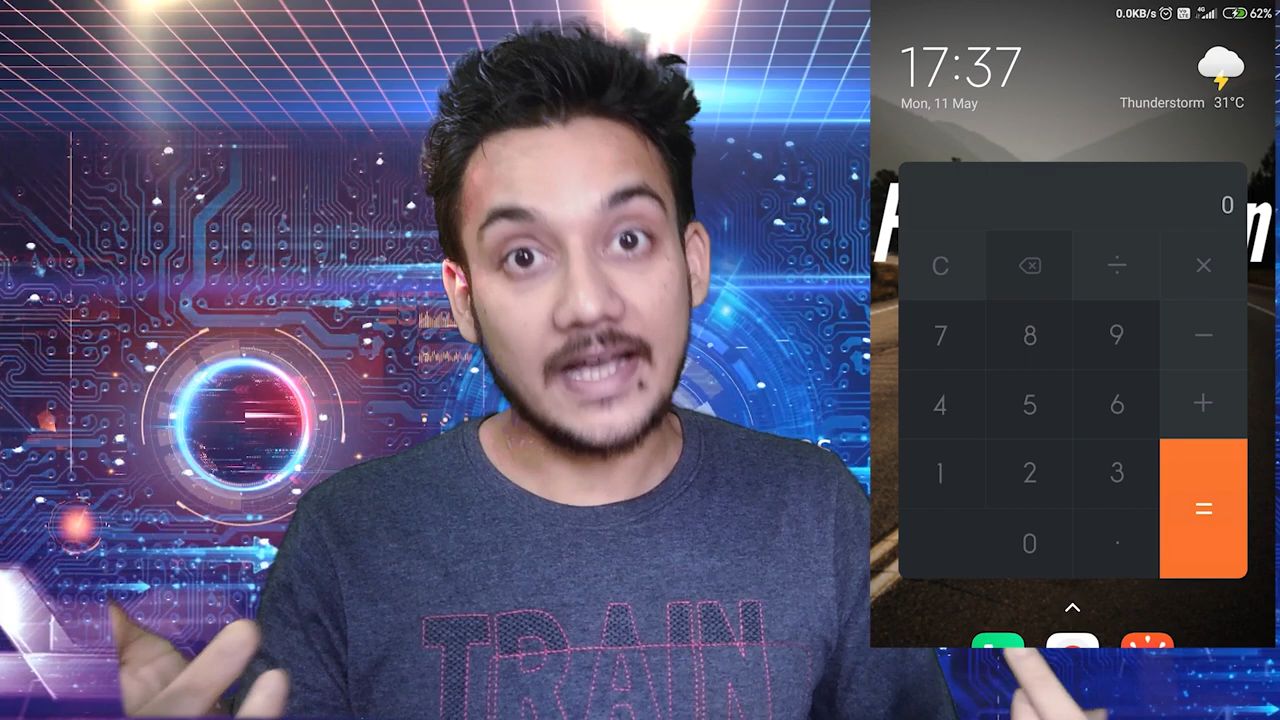 0.0KB/s 4G 62%
17:37
Mon, 11 May
Thunderstorm 31°C
0
C ÷ ×
7 8 9 −
4 5 6 +
1 2 3
0 . =
TRAIN